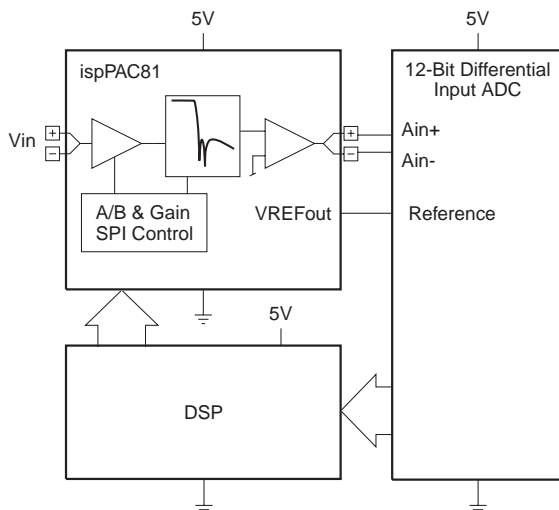 5V
5V
ispPAC81
12-Bit Differential
Input ADC
Vin
+
-
+
-
Ain+
Ain-
A/B & Gain
SPI Control
VREFout
Reference
5V
DSP